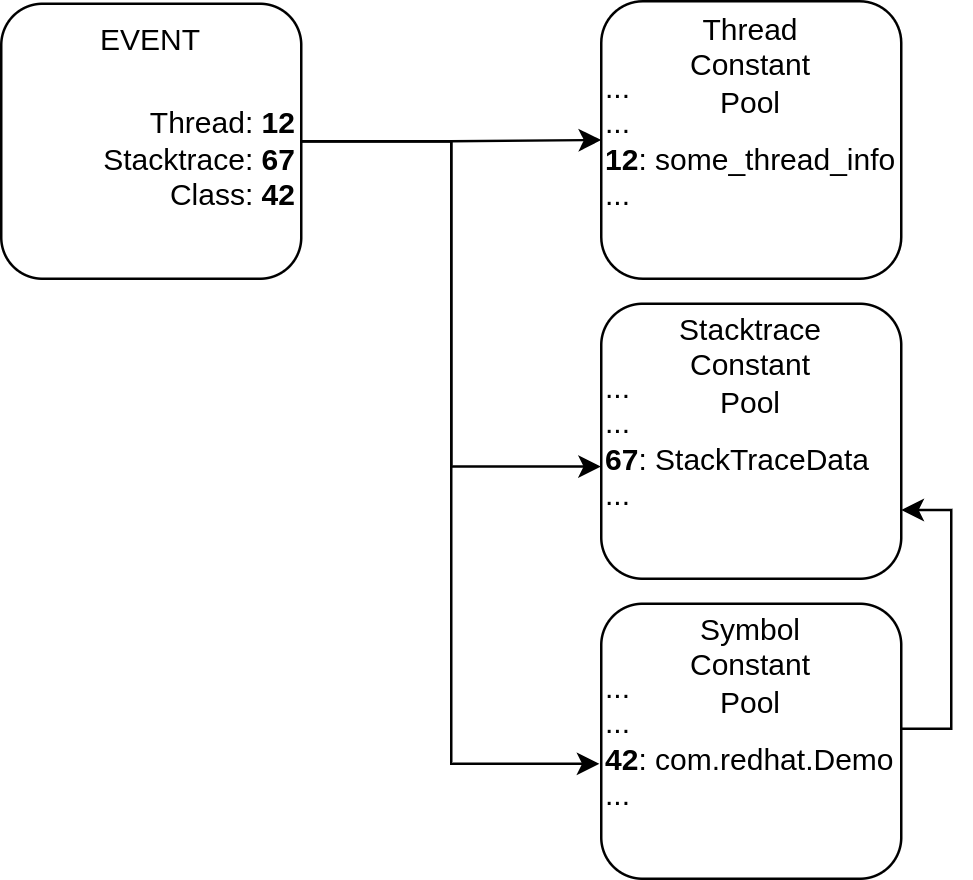 EVENT
Thread: 12
Stacktrace: 67
Class: 42
Thread
Constant
Pool
...
...
12: some_thread_info
...
Stacktrace
Constant
Pool
...
...
67: StackTraceData
...
Symbol
Constant
Pool
...
...
42: com.redhat.Demo
...